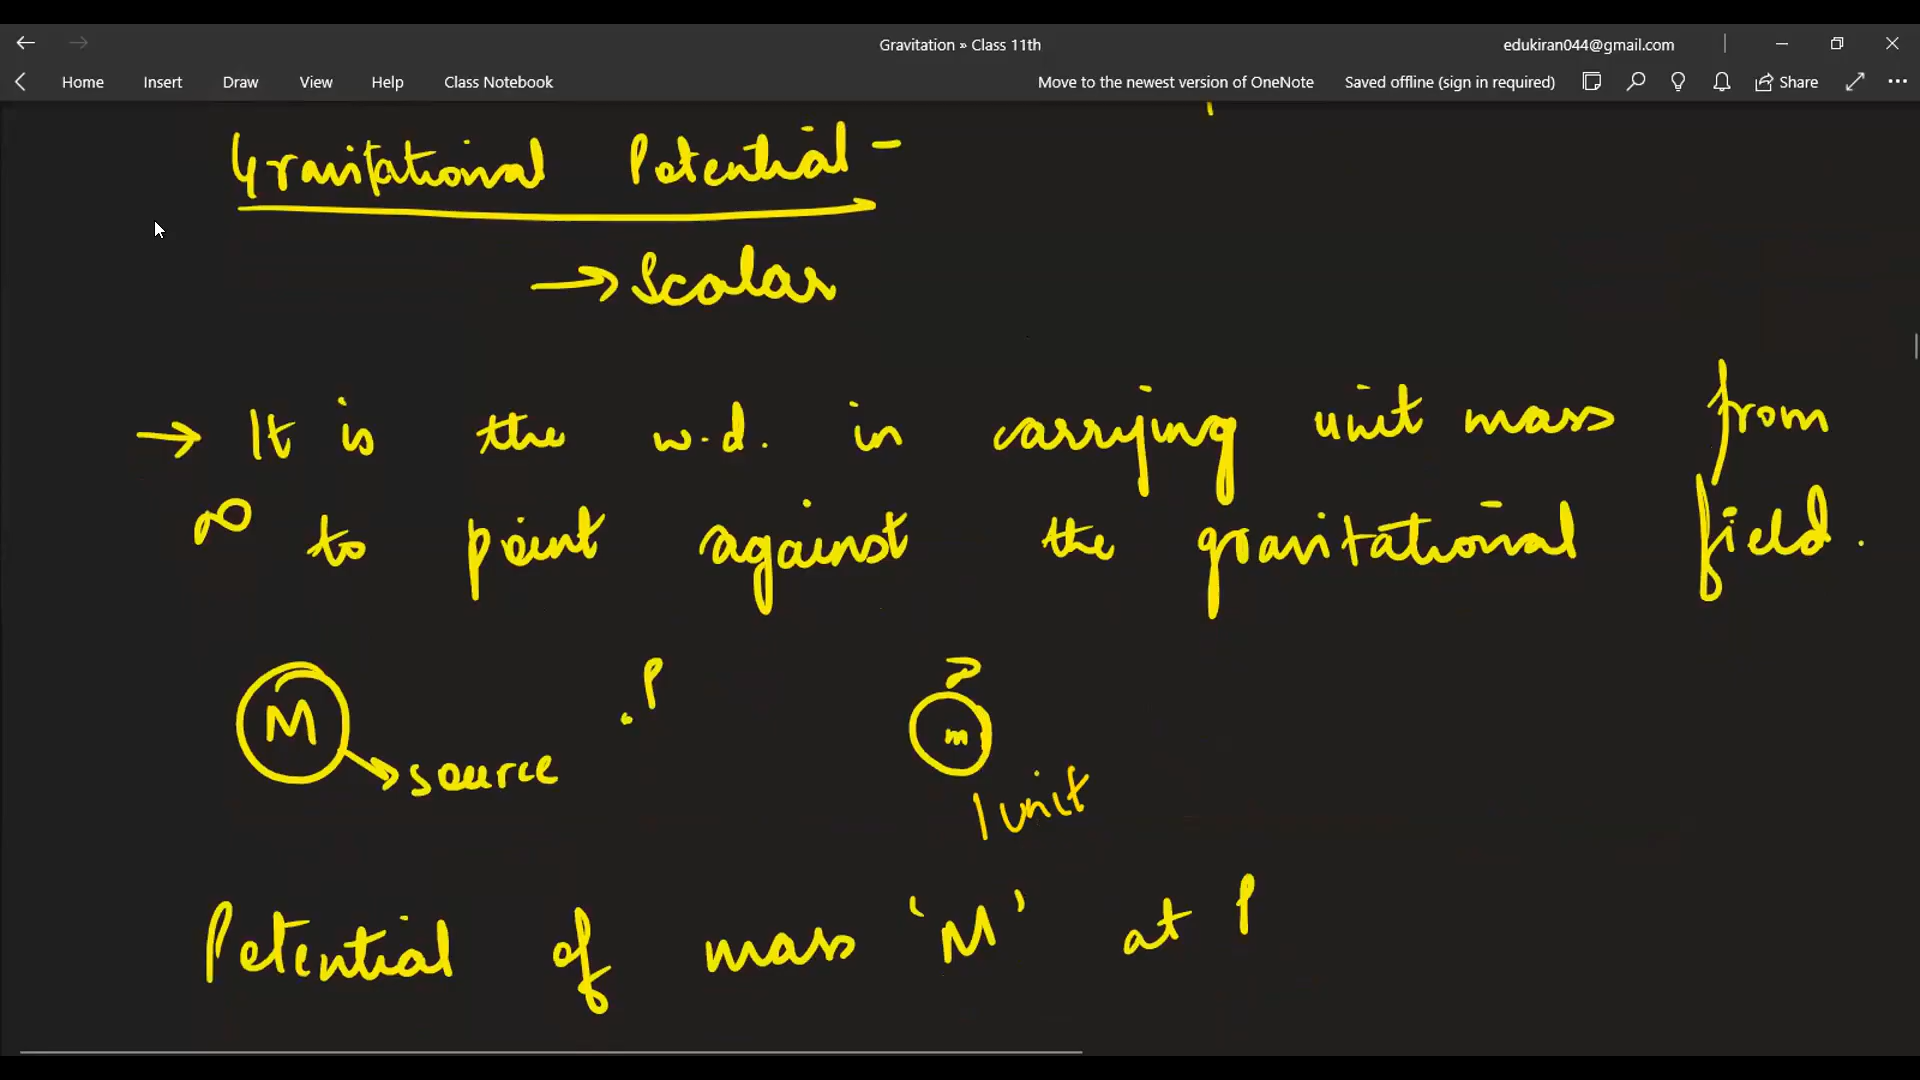 Gravitation » Class 11th
edukiran044@gmail.com
Home Insert Draw View Help Class Notebook
Move to the newest version of OneNote Saved offline (sign in required) Share
Gravitational Potential -
→ Scalar
→ It is the w.d. in carrying unit mass from
∞ to point against the gravitational field.
M .P m
→ source
1 unit
Potential of mass 'M' at P